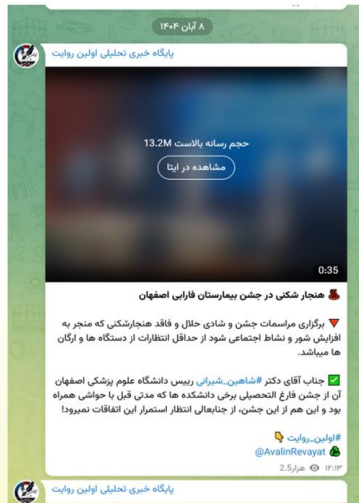 ۸ آبان ۱۴۰۴
پایگاه خبری تحلیلی اولین روایت
حجم رسانه بالاست 13.2M
مشاهده در ایتا
0:35
هنجار شکنی در جشن بیمارستان فارابی اصفهان
🔻 برگزاری مراسمات جشن و شادی حلال و فاقد هنجارشکنی که منجر به
افزایش شور و نشاط اجتماعی شود از حداقل انتظارات از دستگاه ها و ارگان
ها میباشد.
✅ جناب آقای دکتر #شاهین_شیرانی رییس دانشگاه علوم پزشکی اصفهان
آن از جشن فارغ التحصیلی برخی دانشکده ها که مدتی قبل با حواشی همراه
بود و این هم از این جشن، از جنابعالی انتظار استمرار این اتفاقات نمیرود!
#اولین_روایت 👇
@AvalinRevayat
2.5هزار ۱۲:۱۳
پایگاه خبری تحلیلی اولین روایت